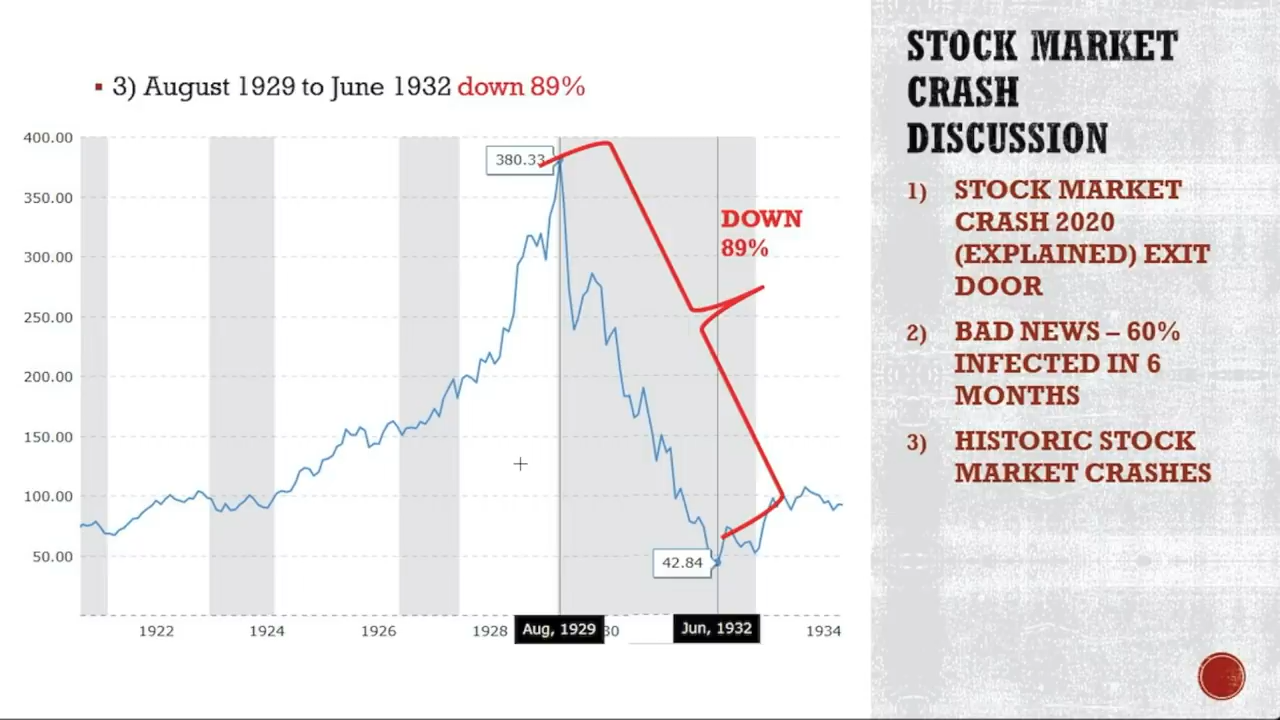 3) August 1929 to June 1932 down 89%
400.00
350.00
300.00
250.00
200.00
150.00
100.00
50.00
380.33
DOWN
89%
42.84
1922
1924
1926
1928
Aug, 1929
30
Jun, 1932
1934
STOCK MARKET
CRASH
DISCUSSION
1) STOCK MARKET
CRASH 2020
(EXPLAINED) EXIT
DOOR
2) BAD NEWS – 60%
INFECTED IN 6
MONTHS
3) HISTORIC STOCK
MARKET CRASHES